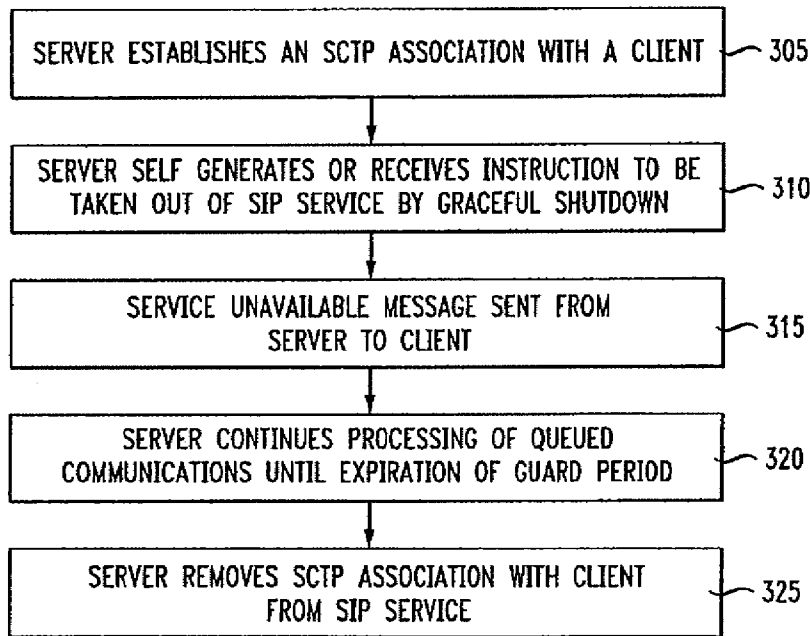 SERVER ESTABLISHES AN SCTP ASSOCIATION WITH A CLIENT
305
SERVER SELF GENERATES OR RECEIVES INSTRUCTION TO BE
TAKEN OUT OF SIP SERVICE BY GRACEFUL SHUTDOWN
310
SERVICE UNAVAILABLE MESSAGE SENT FROM
SERVER TO CLIENT
315
SERVER CONTINUES PROCESSING OF QUEUED
COMMUNICATIONS UNTIL EXPIRATION OF GUARD PERIOD
320
SERVER REMOVES SCTP ASSOCIATION WITH CLIENT
FROM SIP SERVICE
325